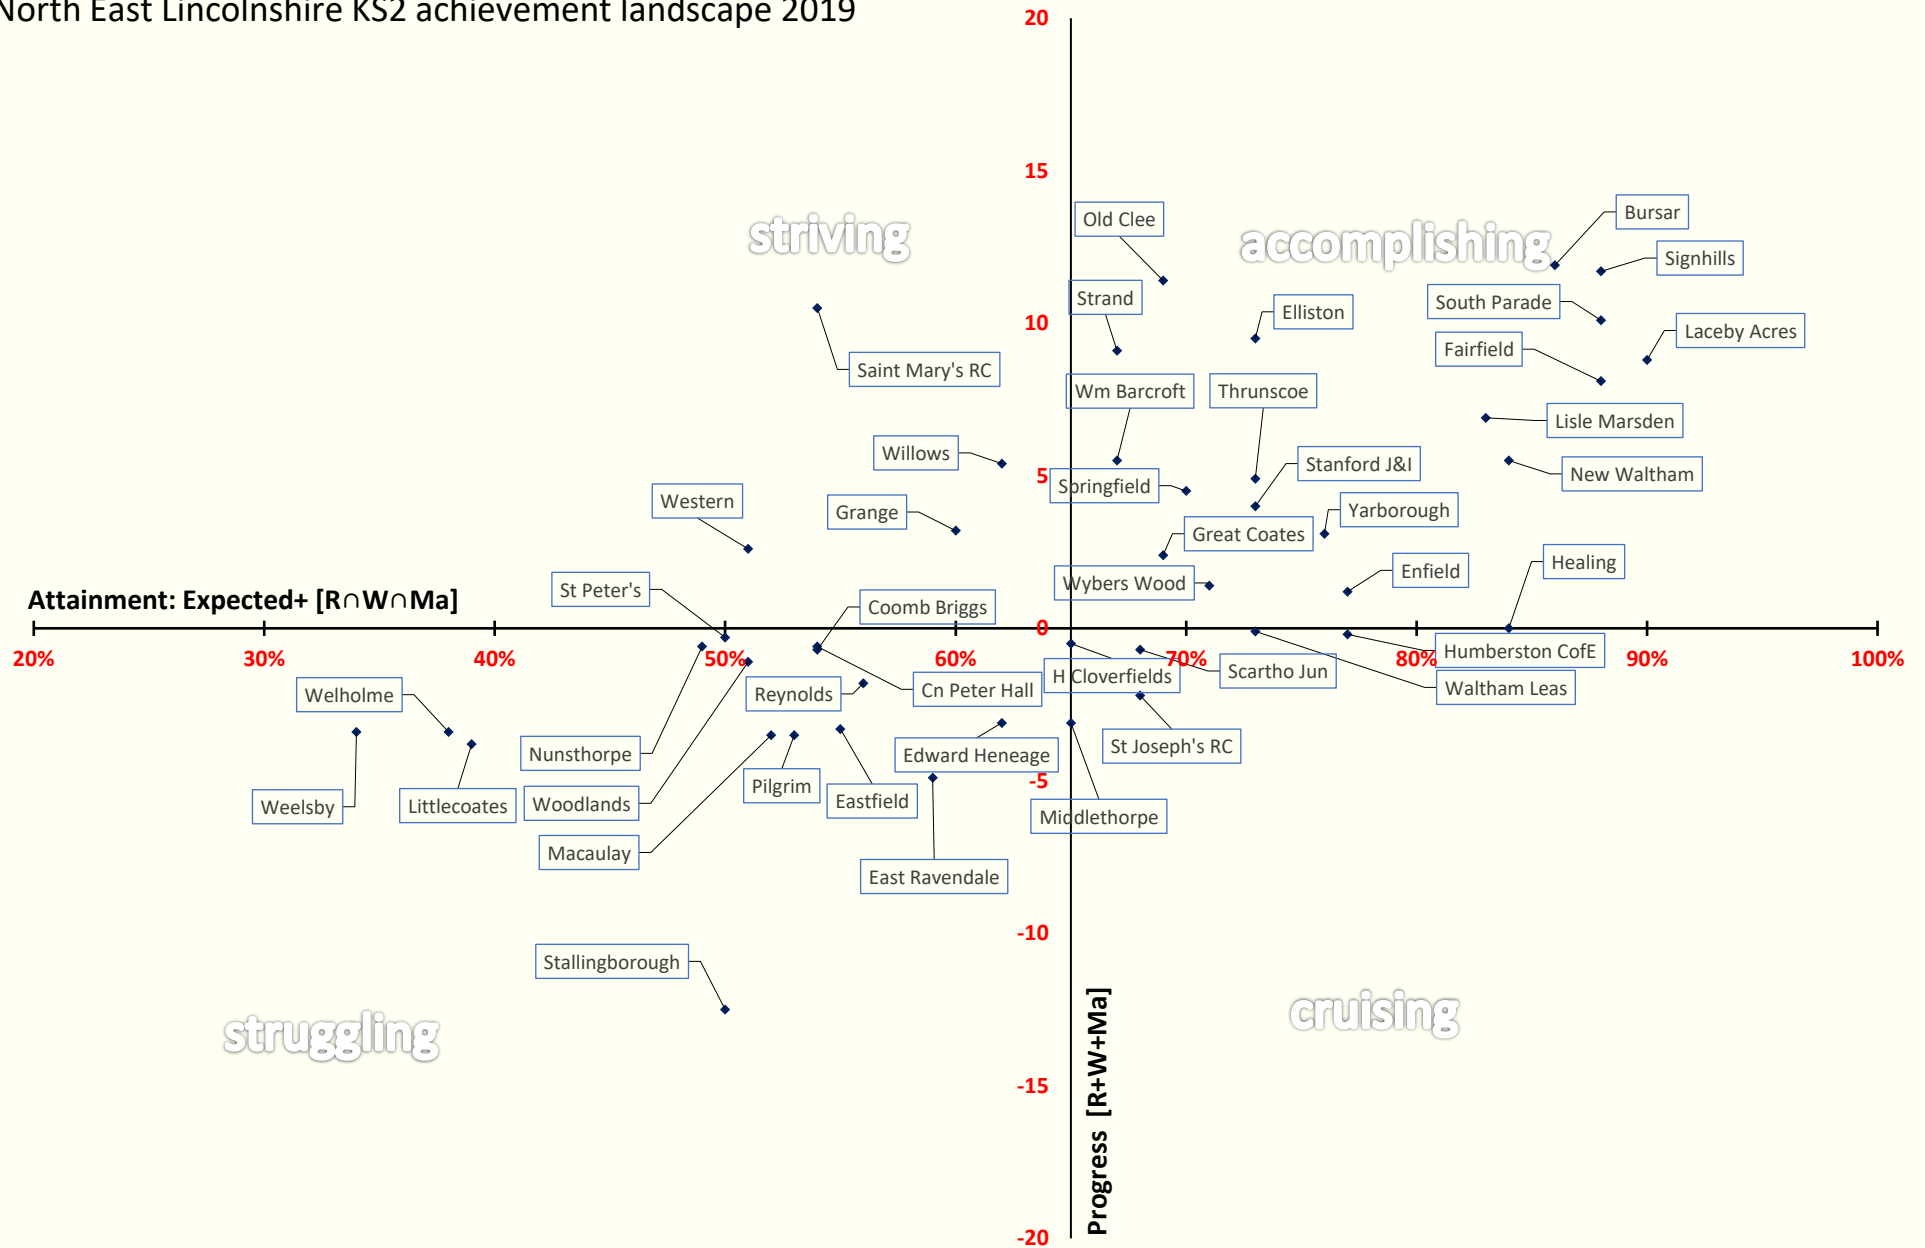 North East Lincolnshire KS2 achievement landscape 2019
20
15
Bursar
Old Clee
striving
accomplishing
Signhills
Strand
South Parade
Elliston
10
Laceby Acres
Fairfield
Saint Mary's RC
Wm Barcroft
Thrunscoe
Lisle Marsden
Willows
Stanford J&I
5
New Waltham
Springfield
Western
Grange
Yarborough
Great Coates
Healing
Enfield
Wybers Wood
St Peter's
Attainment: Expected+ [R∩W∩Ma]
Coomb Briggs
0
Humberston CofE
20%
30%
40%
50%
60%
70%
80%
90%
100%
Scartho Jun
H Cloverfields
Waltham Leas
Cn Peter Hall
Reynolds
Welholme
St Joseph's RC
Nunsthorpe
Edward Heneage
-5
Pilgrim
Eastfield
Woodlands
Weelsby
Littlecoates
Middlethorpe
Macaulay
East Ravendale
-10
Stallingborough
cruising
struggling
Progress [R+W+Ma]
-15
-20